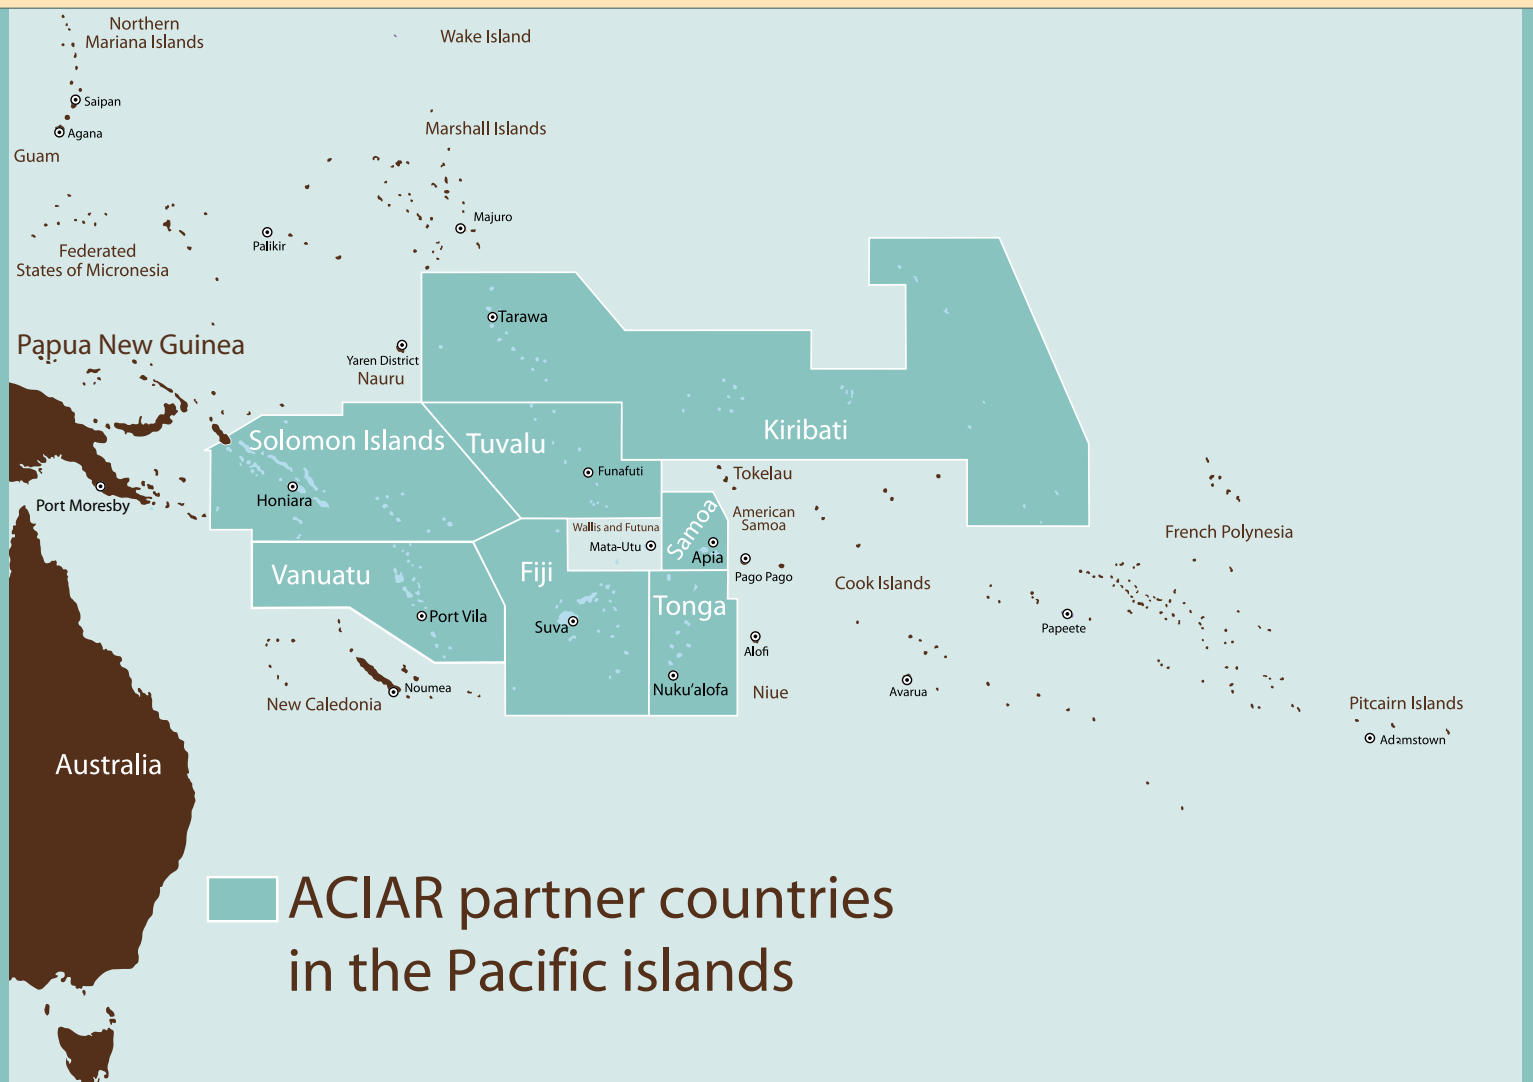 Northern
Mariana Islands
Wake Island
Saipan
Agana
Guam
Marshall Islands
Majuro
Palikir
Federated
States of Micronesia
Tarawa
Papua New Guinea
Yaren District
Nauru
Kiribati
Solomon Islands
Tuvalu
Funafuti
Tokelau
Honiara
Port Moresby
American
Samoa
Samoa
Wallis and Futuna
Mata-Utu
Apia
Pago Pago
French Polynesia
Vanuatu
Fiji
Cook Islands
Tonga
Port Vila
Suva
Papeete
Alofi
Nuku'alofa
Niue
Noumea
New Caledonia
Avarua
Pitcairn Islands
Adamstown
Australia
ACIAR partner countries
in the Pacific islands